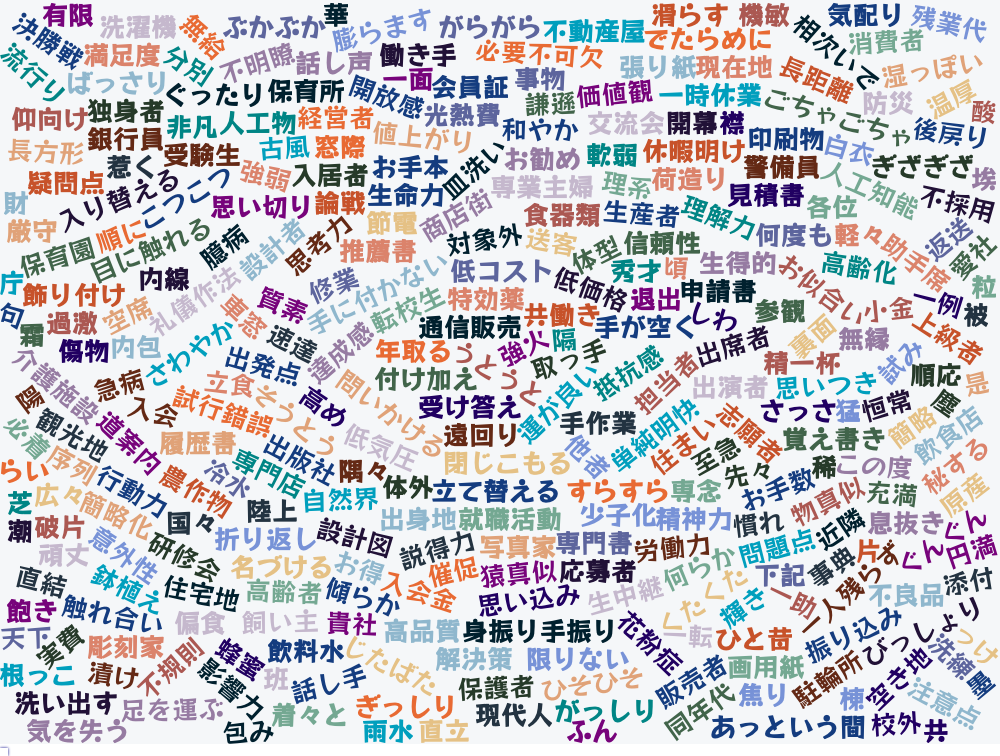 有限
洗濯機
無給
ぶかぶか
華
膨らます
がらがら
不動産屋
滑らす
機敏
気配り
残業代
決勝戦
満足度
分別
不明瞭
話し声
働き手
必要不可欠
でたらめに
相次いで
消費者
流行り
ばっさり
ぐったり
保育所
開放感
一面
会員証
事物
張り紙
現在地
長距離
湿っぽい
仰向け
独身者
経営者
光熱費
謙遜
価値観
一時休業
ごちゃごちゃ
防災
温厚
酸
銀行員
非凡
人工物
値上がり
和やか
交流会
開幕
襟
印刷物
白衣
後戻り
長方形
惹く
受験生
古風
窓際
お手本
皿洗い
お勧め
軟弱
休暇明け
警備員
ぎざぎざ
疑問点
入り替える
こつこつ
強弱
入居者
生命力
専業主婦
理系
荷造り
見積書
人工知能
埃
財
思い切り
論戦
節電
商店街
食器類
生産者
理解力
各位
不採用
厳守
保育園
順に
目に触れる
臆病
設計者
思考力
推薦書
対象外
送客
体型
信頼性
何度も
軽々
助手席
返送
愛社
庁
飾り付け
内線
礼儀作法
質素
修業
手に付かない
低コスト
低価格
秀才
頃
生得的
お似合い
高齢化
粒
句
霜
過激
空席
重惑
速達
達成感
転校生
特効薬
共働き
退出
申請書
参観
小金
一例
被
傷物
内包
さわやか
出発点
年取る
通信販売
強火
隔
手が空く
しわ
裏面
無縁
上級者
介護施設
急病
立食
そうとう
問いかける
付け加え
うとうと
取っ手
抵抗感
担当者
出席者
精一杯
試み
順応
是
陽
入会
試行錯誤
高め
受け答え
運が良い
出演者
思いつき
塵
必着
観光地
道案内
履歴書
出版社
低気圧
遠回り
手作業
単純明快
住まい
志願者
さっさ
猛
恒常
簡略
飲食店
らい
序列
行動力
農作物
冷水
専門店
隅々
閉じこもる
他者
至急
先々
覚え書き
稀
この度
秘する
芝
広々
簡略化
国々
陸上
自然界
体外
立て替える
すらすら
専念
お手数
物真似
充満
原産
潮
破片
意外性
研修会
折り返し
設計図
出身地
就職活動
少子化
精神力
慣れ
近隣
息抜き
ぐんぐん
頑丈
鉢植え
名づける
お得
説得力
写真家
専門書
労働力
何らか
問題点
事典
片ず
円満
直結
住宅地
高齢者
傾らか
入会金
催促
猿真似
応募者
生中継
くたくた
下記
一人残らず
不良品
添付
飽き
触れ合い
偏食
飼い主
貴社
高品質
思い込み
身振り手振り
花粉症
一転
輝き
一助
ひと昔
振り込み
びっしょり
つけ
天下
実費
彫刻家
不規則
蜂蜜
飲料水
じたばた
解決策
限りない
販売者
画用紙
駐輪所
空き地
洗練
墨
根っこ
漬け
影響力
班
話し手
保護者
ひそひそ
同年代
焦り
棟
注意点
洗い出す
足を運ぶ
着々と
ぎっしり
現代人
がっしり
あっという間
校外
共
気を失う
包み
雨水
直立
ふん